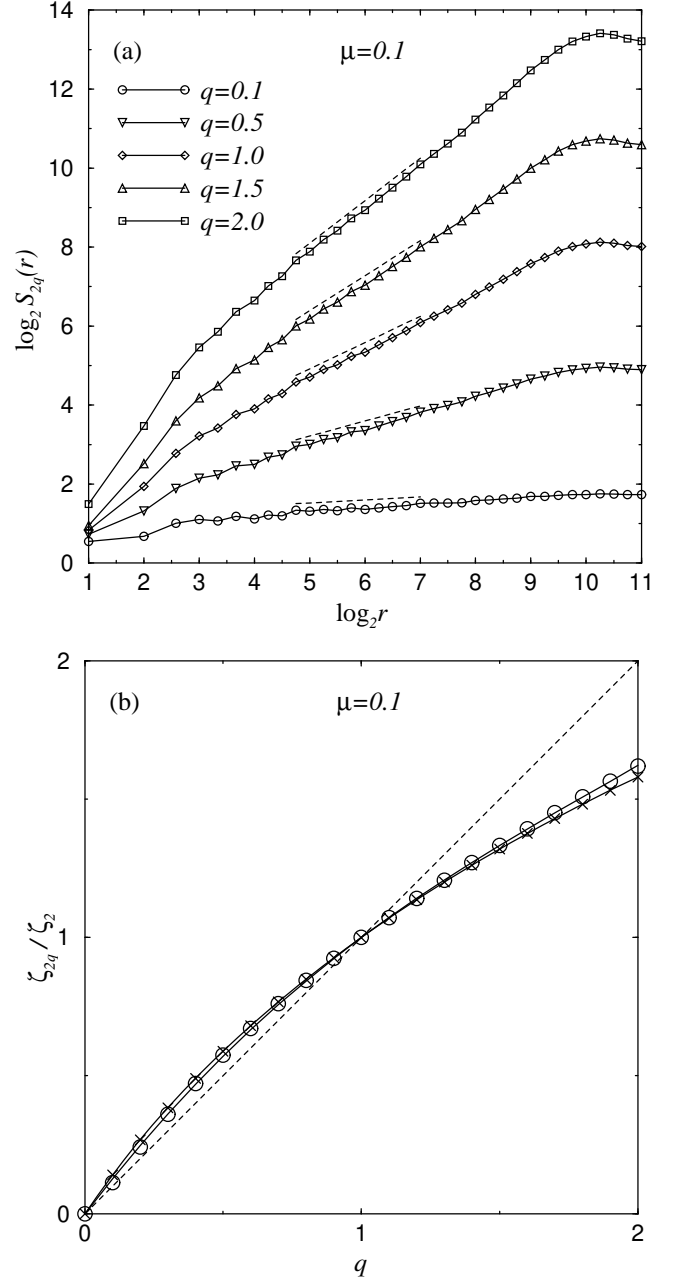 14
(a)
μ=0.1
12
q=0.1
q=0.5
10
q=1.0
q=1.5
8
q=2.0
log₂ S₂q(r)
6
4
2
0
1 2 3 4 5 6 7 8 9 10 11
log₂r
2
(b)
μ=0.1
1
ζ₂q / ζ₂
0
0 1 2
q